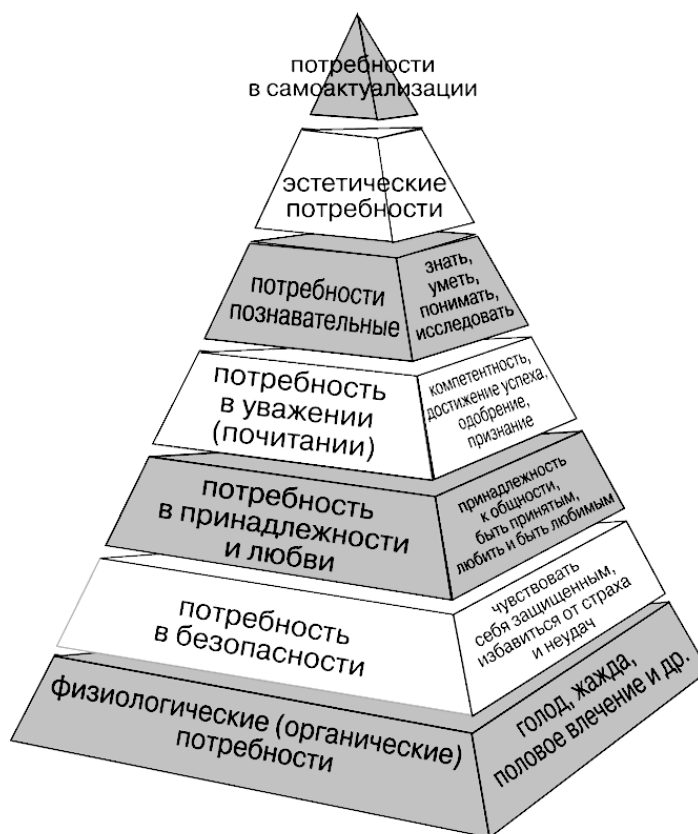 потребности
в самоактуализации
эстетические
потребности
потребности
познавательные
знать,
уметь,
понимать,
исследовать
потребность
в уважении
(почитании)
компетентность,
достижение успеха,
одобрение,
признание
потребность
в принадлежности
и любви
принадлежность
к общности,
быть принятым,
любить и быть любимым
потребность
в безопасности
чувствовать
себя защищенным,
избавиться от страха
и неудач
физиологические (органические)
потребности
голод, жажда,
половое влечение и др.